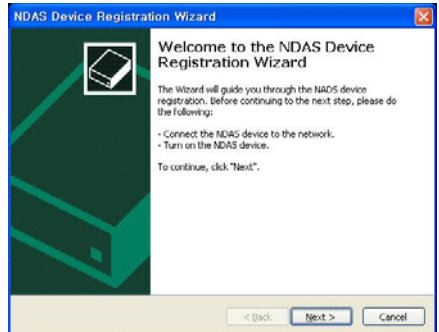 NDAS Device Registration Wizard
Welcome to the NDAS Device
Registration Wizard
The Wizard will guide you through the NADS device
registration. Before continuing to the next step, please do
the following:
- Connect the NDAS device to the network.
- Turn on the NDAS device.
To continue, click "Next".
< Back Next > Cancel